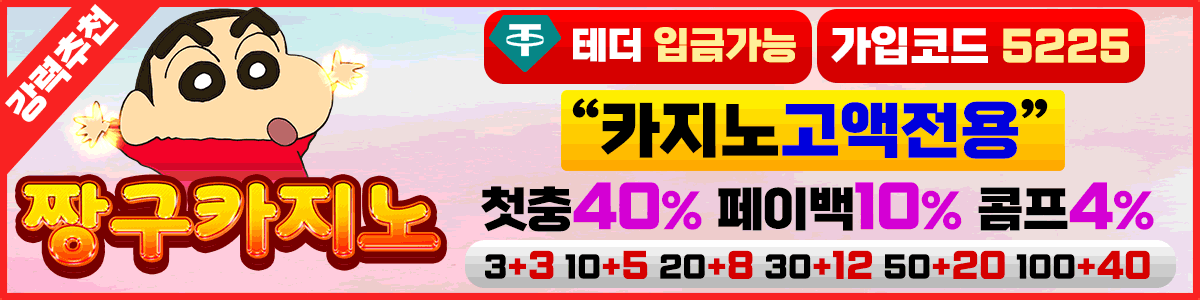 강력추천
짱구카지노
테더 입금가능
가입코드 5225
“카지노고액전용”
첫충40% 페이백10% 콤프4%
3+3 10+5 20+8 30+12 50+20 100+40